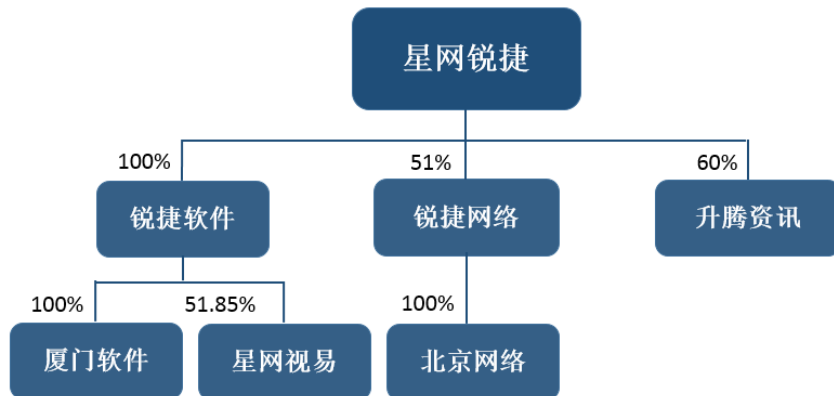 星网锐捷
100%
51%
60%
锐捷软件
锐捷网络
升腾资讯
100%
51.85%
100%
厦门软件
星网视易
北京网络